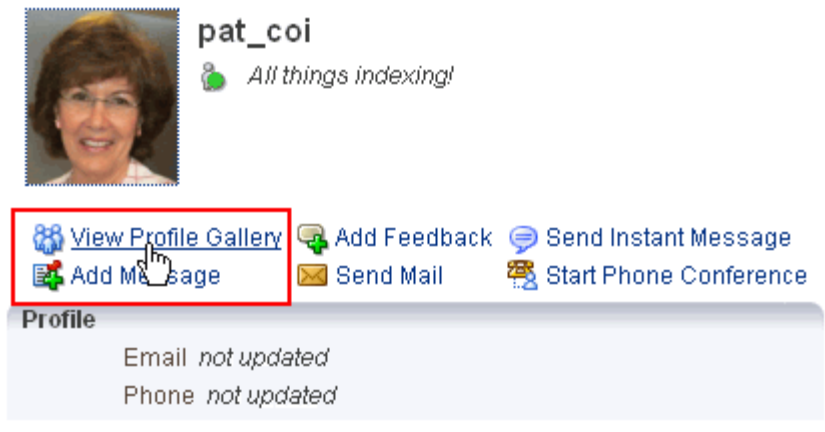 pat_coi
All things indexing!
View Profile Gallery Add Feedback Send Instant Message
Add Message Send Mail Start Phone Conference
Profile
Email not updated
Phone not updated